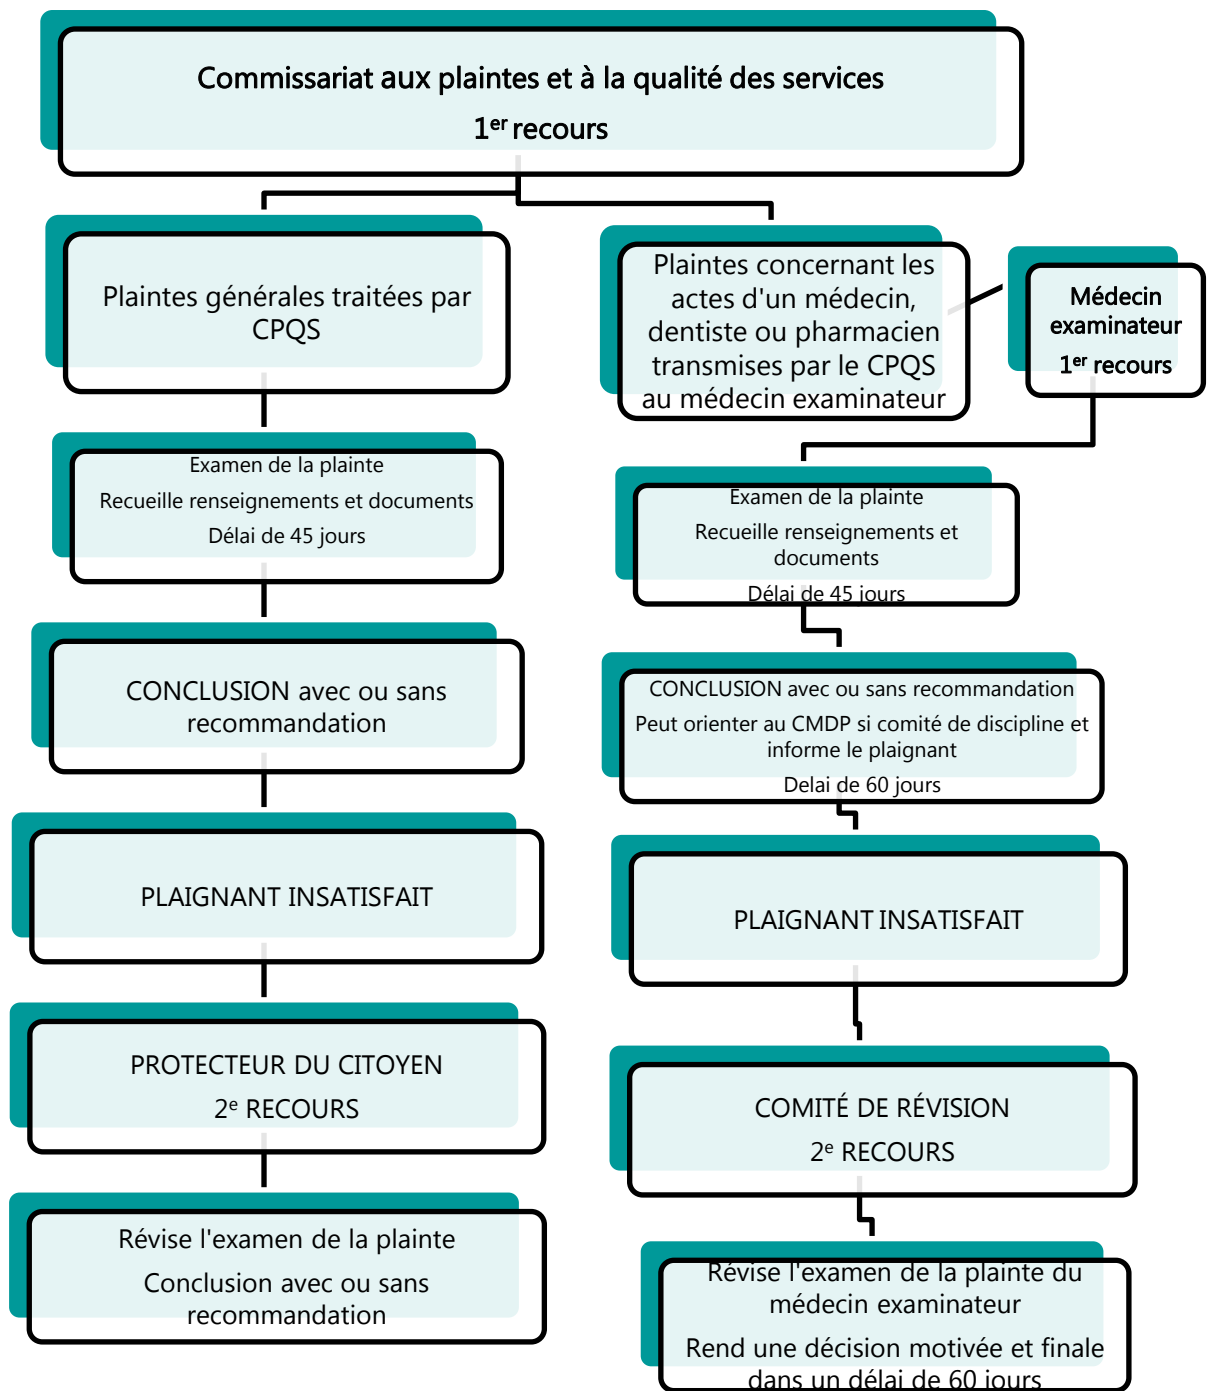 Commissariat aux plaintes et à la qualité des services
1er recours
Plaintes générales traitées par
CPQS
Examen de la plainte
Recueille renseignements et documents
Délai de 45 jours
CONCLUSION avec ou sans
recommandation
PLAIGNANT INSATISFAIT
PROTECTEUR DU CITOYEN
2e RECOURS
Révise l'examen de la plainte
Conclusion avec ou sans
recommandation
Plaintes concernant les
actes d'un médecin,
dentiste ou pharmacien
transmises par le CPQS
au médecin examinateur
Médecin
examinateur
1er recours
Examen de la plainte
Recueille renseignements et
documents
Délai de 45 jours
CONCLUSION avec ou sans recommandation
Peut orienter au CMDP si comité de discipline et
informe le plaignant
Delai de 60 jours
PLAIGNANT INSATISFAIT
COMITÉ DE RÉVISION
2e RECOURS
Révise l'examen de la plainte du
médecin examinateur
Rend une décision motivée et finale
dans un délai de 60 jours